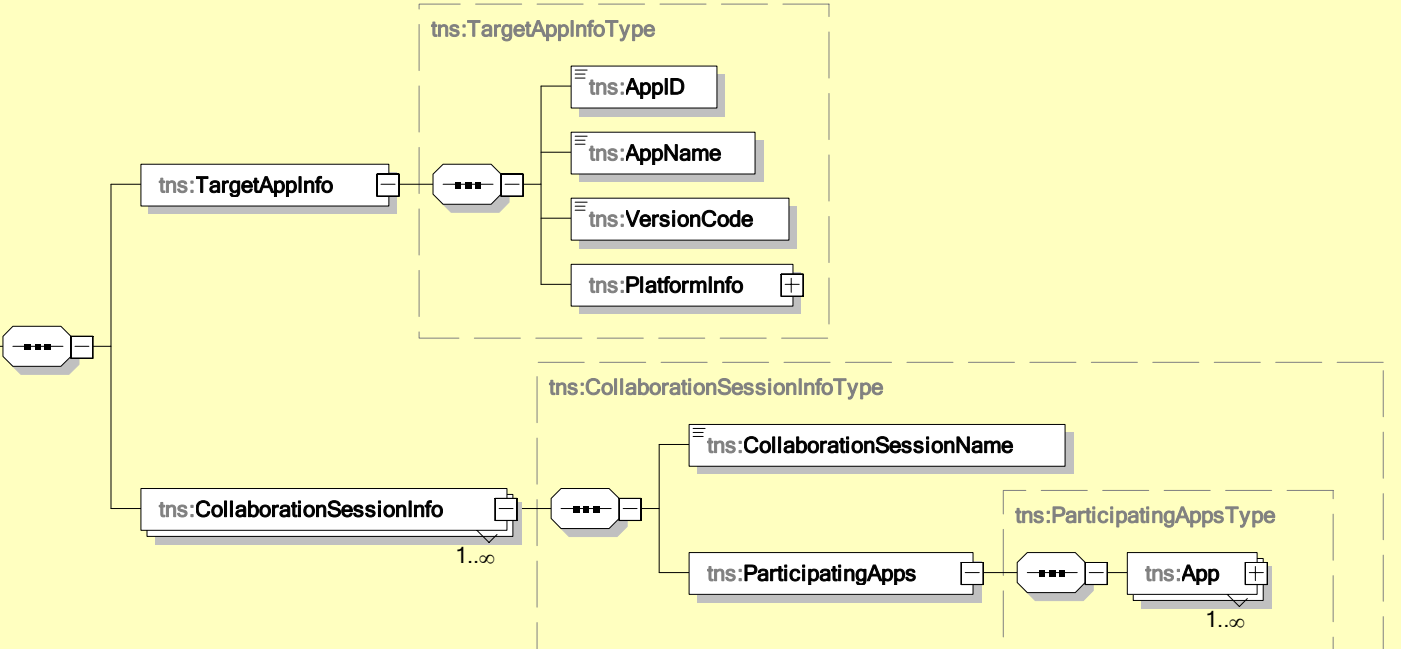 tns:TargetAppInfoType
tns:AppID
tns:AppName
tns:TargetAppInfo
tns:VersionCode
tns:PlatformInfo
tns:CollaborationSessionInfoType
tns:CollaborationSessionName
tns:CollaborationSessionInfo
1..∞
tns:ParticipatingAppsType
tns:ParticipatingApps
tns:App
1..∞